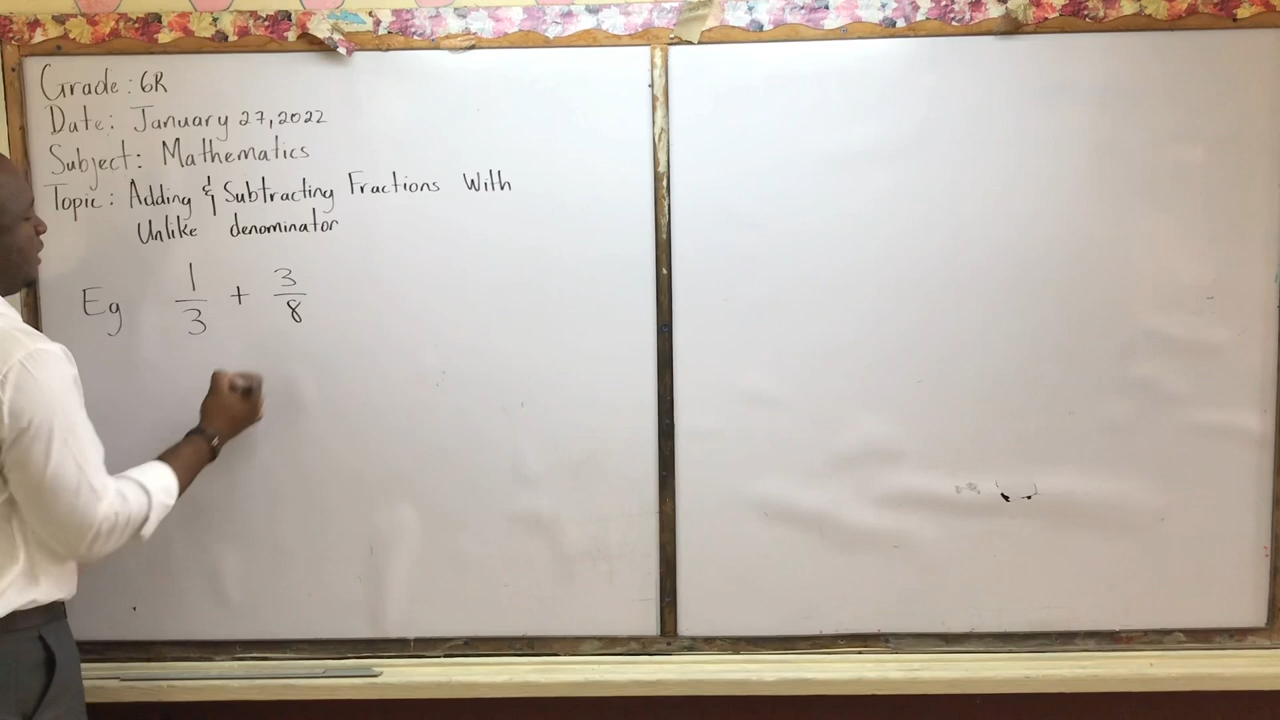 Grade: 6R
Date: January 27, 2022
Subject: Mathematics
Topic: Adding & Subtracting Fractions With
Unlike denominator
Eg 1/3 + 3/8